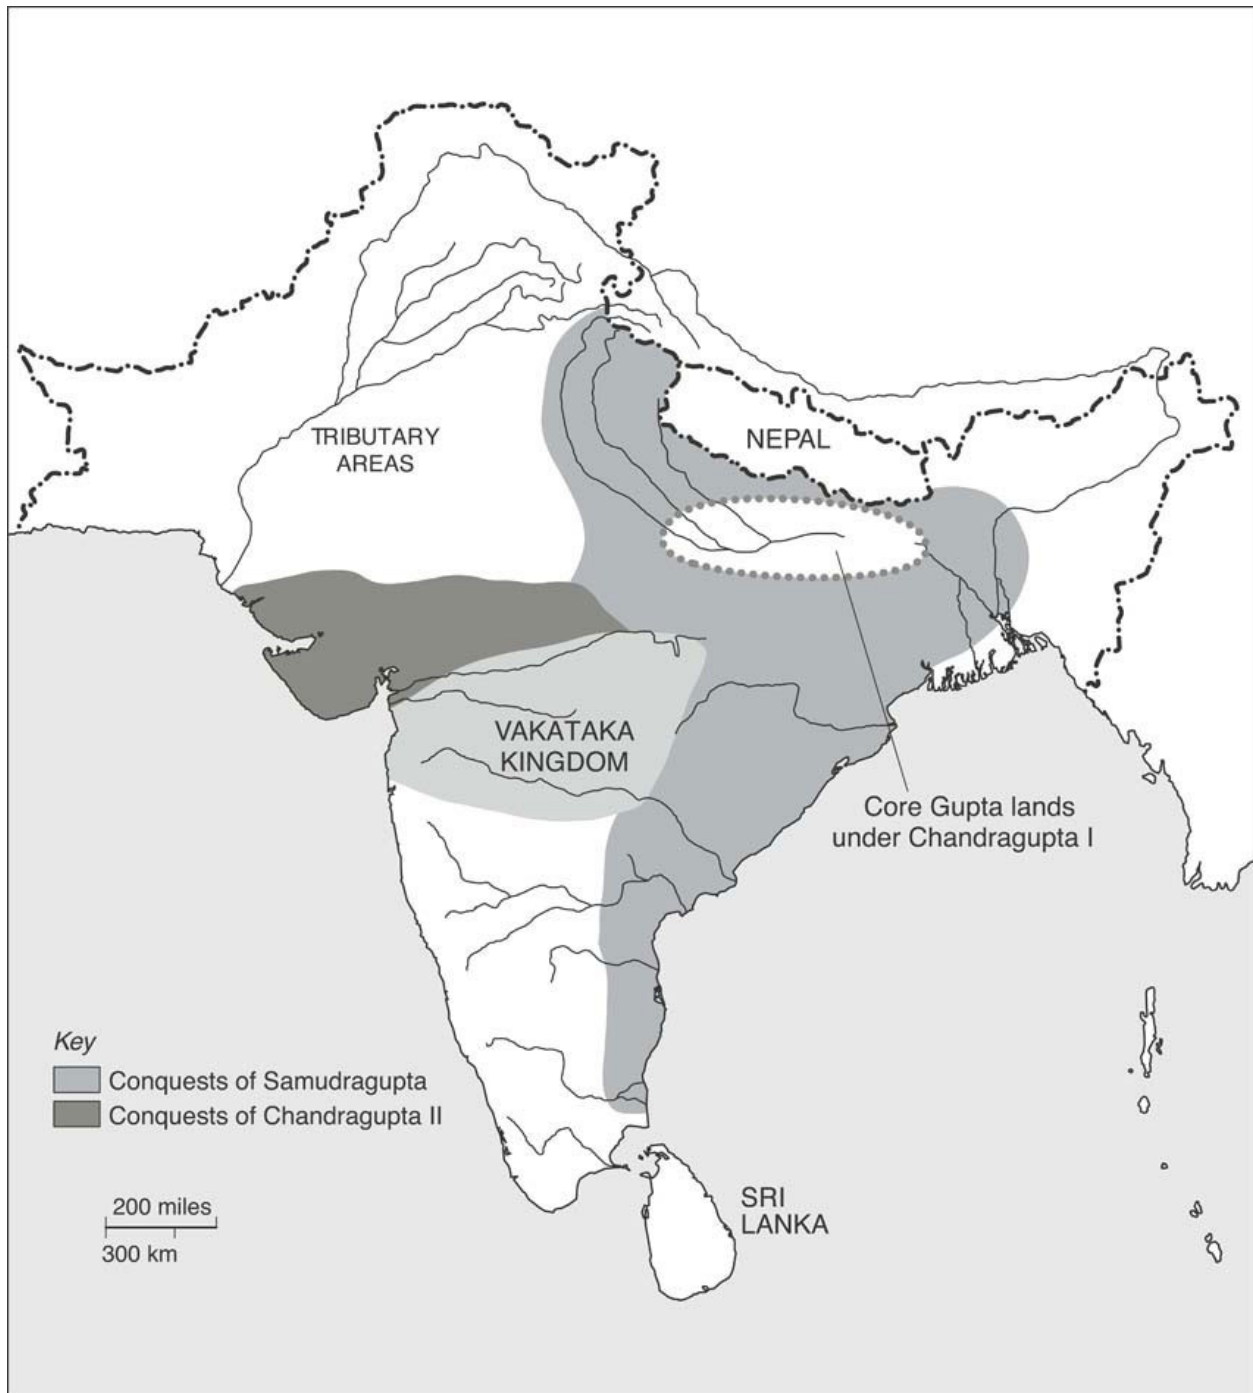 TRIBUTARY
AREAS
NEPAL
VAKATAKA
KINGDOM
Core Gupta lands
under Chandragupta I
Key
Conquests of Samudragupta
Conquests of Chandragupta II
200 miles
300 km
SRI
LANKA